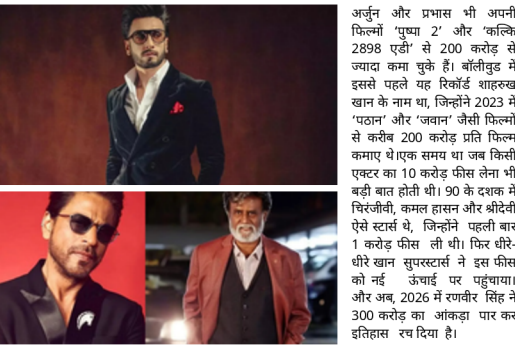 अर्जुन और प्रभास भी अपनी
फिल्मों ‘पुष्पा 2’ और ‘कल्कि
2898 एडी’ से 200 करोड़ से
ज्यादा कमा चुके हैं। बॉलीवुड में
इससे पहले यह रिकॉर्ड शाहरुख
खान के नाम था, जिन्होंने 2023 में
‘पठान’ और ‘जवान’ जैसी फिल्मों
से करीब 200 करोड़ प्रति फिल्म
कमाए थे।एक समय था जब किसी
एक्टर का 10 करोड़ फीस लेना भी
बड़ी बात होती थी। 90 के दशक में
चिरंजीवी, कमल हासन और श्रीदेवी
ऐसे स्टार्स थे, जिन्होंने पहली बार
1 करोड़ फीस ली थी। फिर धीरे-
धीरे खान सुपरस्टार्स ने इस फीस
को नई ऊंचाई पर पहुंचाया।
और अब, 2026 में रणवीर सिंह ने
300 करोड़ का आंकड़ा पार कर
इतिहास रच दिया है।